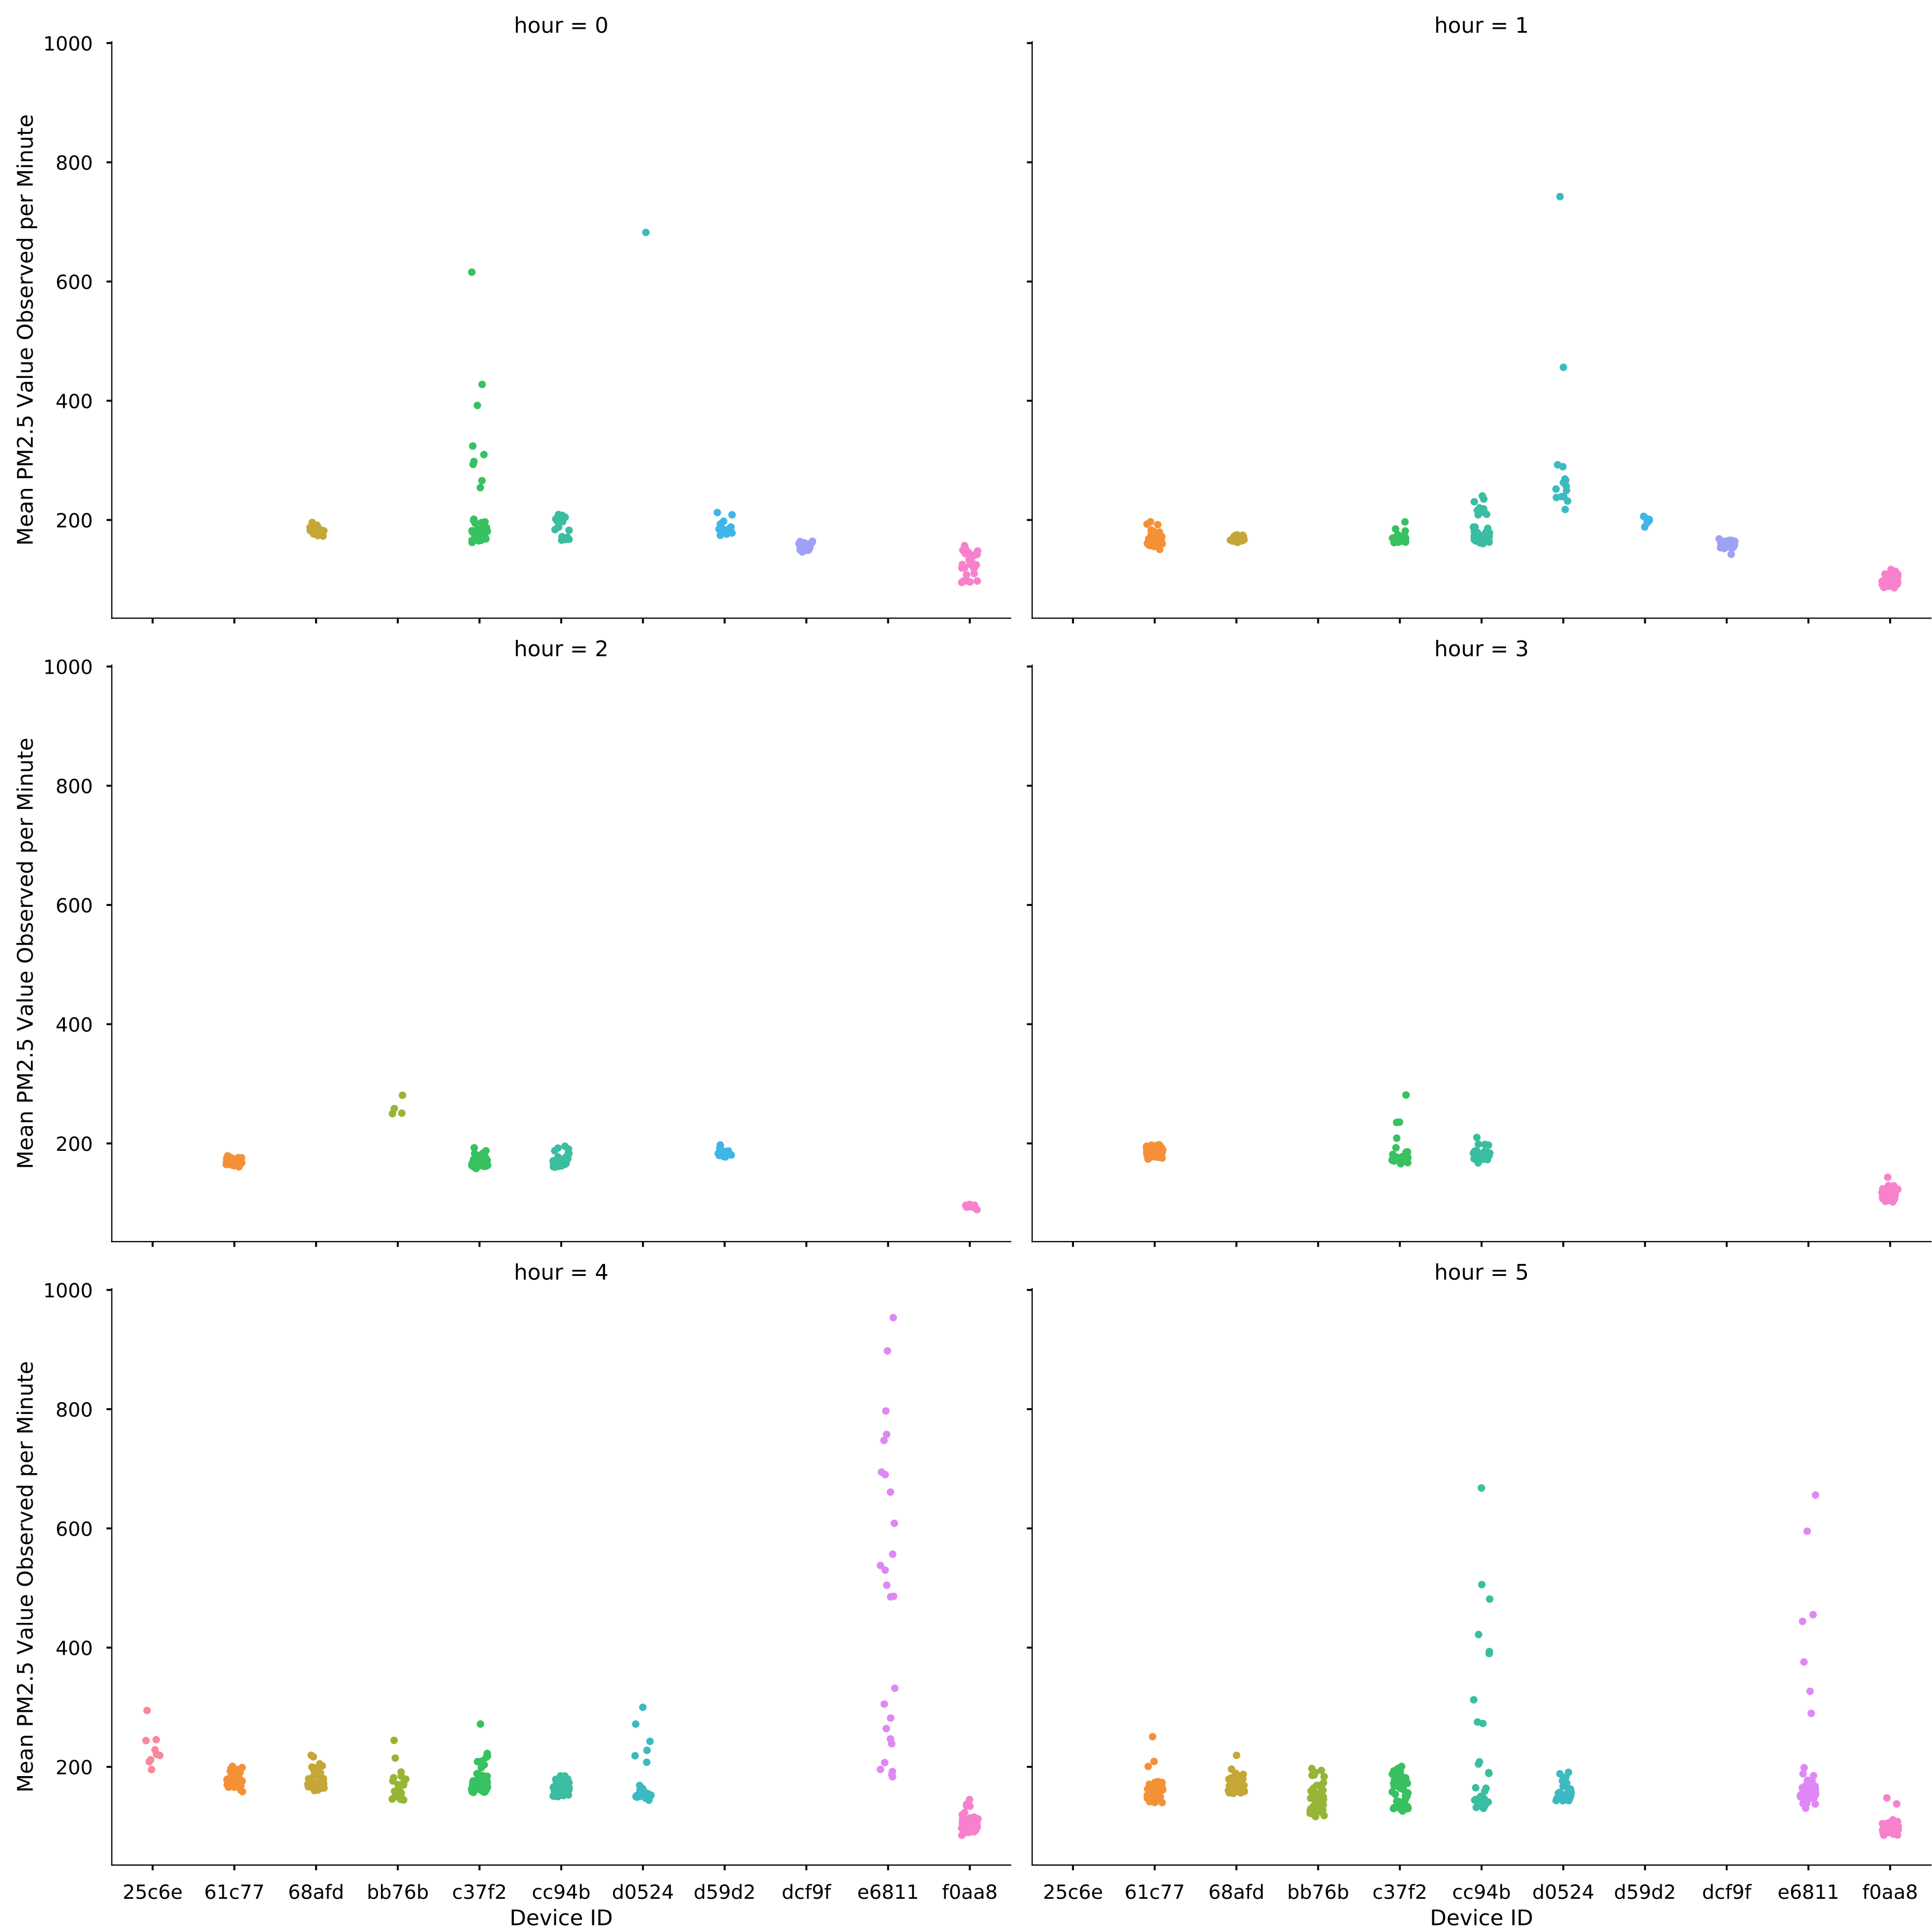 hour = 0
hour = 1
1000
800
600
400
200
Mean PM2.5 Value Observed per Minute
hour = 2
hour = 3
1000
800
600
400
200
Mean PM2.5 Value Observed per Minute
hour = 4
hour = 5
1000
800
600
400
200
Mean PM2.5 Value Observed per Minute
25c6e 61c77 68afd bb76b c37f2 cc94b d0524 d59d2 dcf9f e6811 f0aa8
Device ID
25c6e 61c77 68afd bb76b c37f2 cc94b d0524 d59d2 dcf9f e6811 f0aa8
Device ID